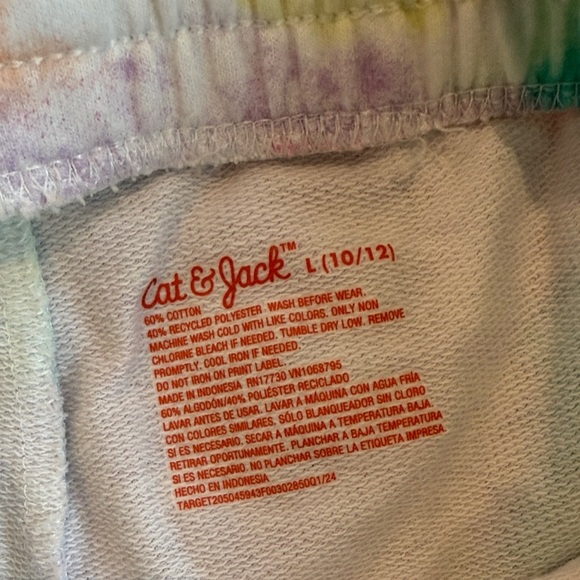 Cat & Jack™ L (10/12)
60% COTTON
40% RECYCLED POLYESTER. WASH BEFORE WEAR.
MACHINE WASH COLD WITH LIKE COLORS. ONLY NON
CHLORINE BLEACH IF NEEDED. TUMBLE DRY LOW. REMOVE
PROMPTLY. COOL IRON IF NEEDED.
DO NOT IRON ON PRINT LABEL.
MADE IN INDONESIA RN17730 VN1068795
60% ALGODÓN/40% POLIÉSTER RECICLADO
LAVAR ANTES DE USAR. LAVAR A MÁQUINA CON AGUA FRÍA
CON COLORES SIMILARES. SÓLO BLANQUEADOR SIN CLORO
SI ES NECESARIO. SECAR A MÁQUINA A TEMPERATURA BAJA.
RETIRAR OPORTUNAMENTE. PLANCHAR A BAJA TEMPERATURA
SI ES NECESARIO. NO PLANCHAR SOBRE LA ETIQUETA IMPRESA.
HECHO EN INDONESIA
TARGET205045943F0030285001/24